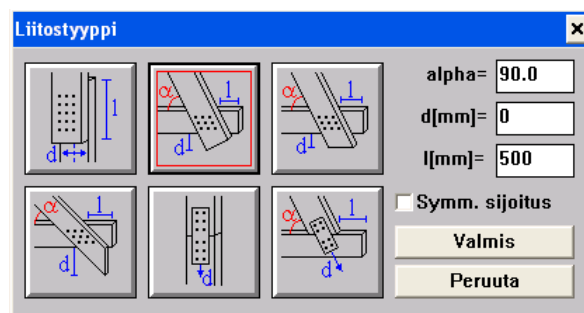 Liitostyyppi
l
d
α
l
d
α
l
d
alpha= 90.0
d[mm]= 0
l[mm]= 500
α
l
d
d
α
l
d
Symm. sijoitus
Valmis
Peruuta